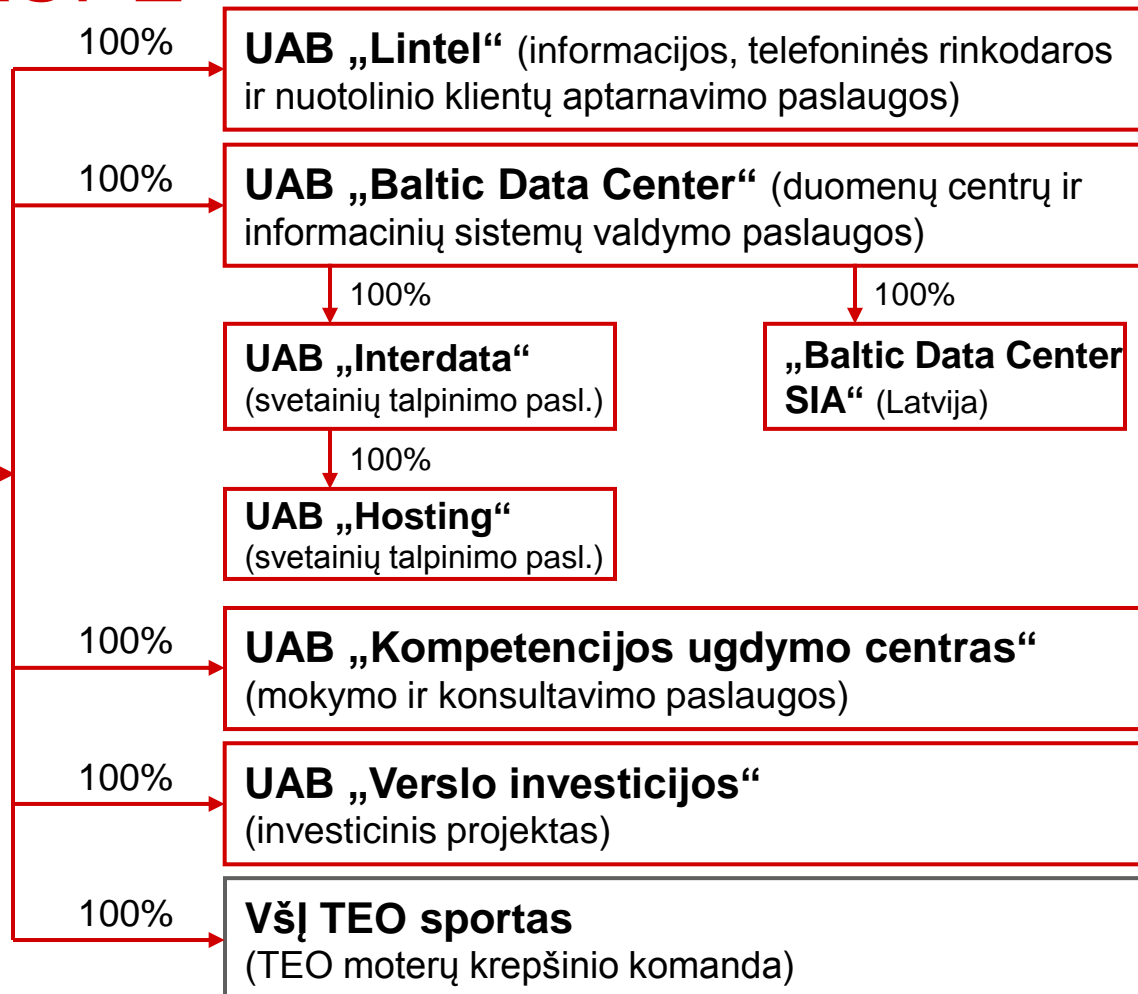 100%
UAB „Lintel“ (informacijos, telefoninės rinkodaros
ir nuotolinio klientų aptarnavimo paslaugos)
100%
UAB „Baltic Data Center“ (duomenų centrų ir
informacinių sistemų valdymo paslaugos)
100%
100%
UAB „Interdata“
(svetainių talpinimo pasl.)
„Baltic Data Center
SIA“ (Latvija)
100%
UAB „Hosting“
(svetainių talpinimo pasl.)
100%
UAB „Kompetencijos ugdymo centras“
(mokymo ir konsultavimo paslaugos)
100%
UAB „Verslo investicijos“
(investicinis projektas)
100%
VšĮ TEO sportas
(TEO moterų krepšinio komanda)